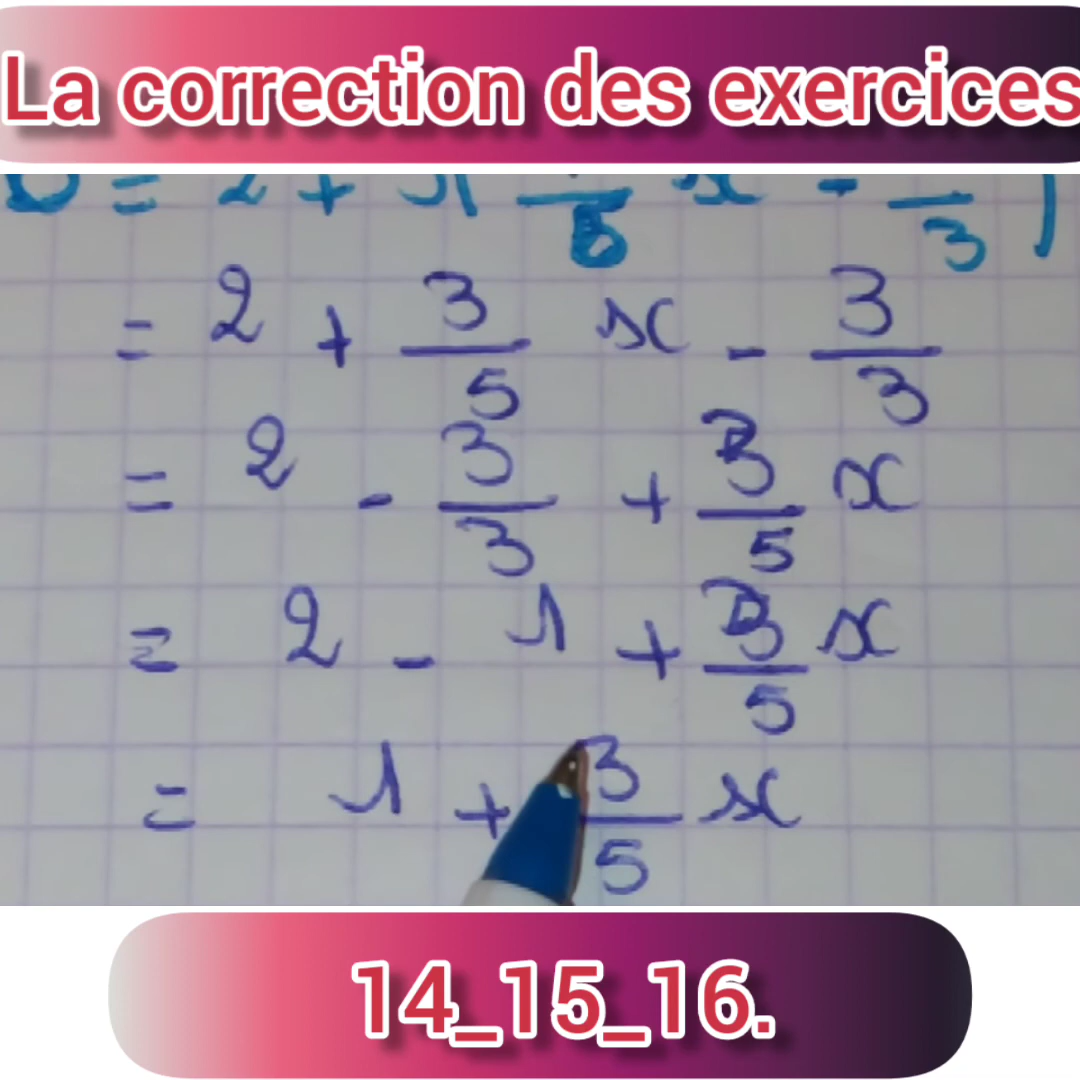 La correction des exercices
= 2 + 3/5 x - 3/3
= 2 - 3/3 + 3/5 x
= 2 - 1 + 3/5 x
= 1 + 3/5 x
14_15_16.